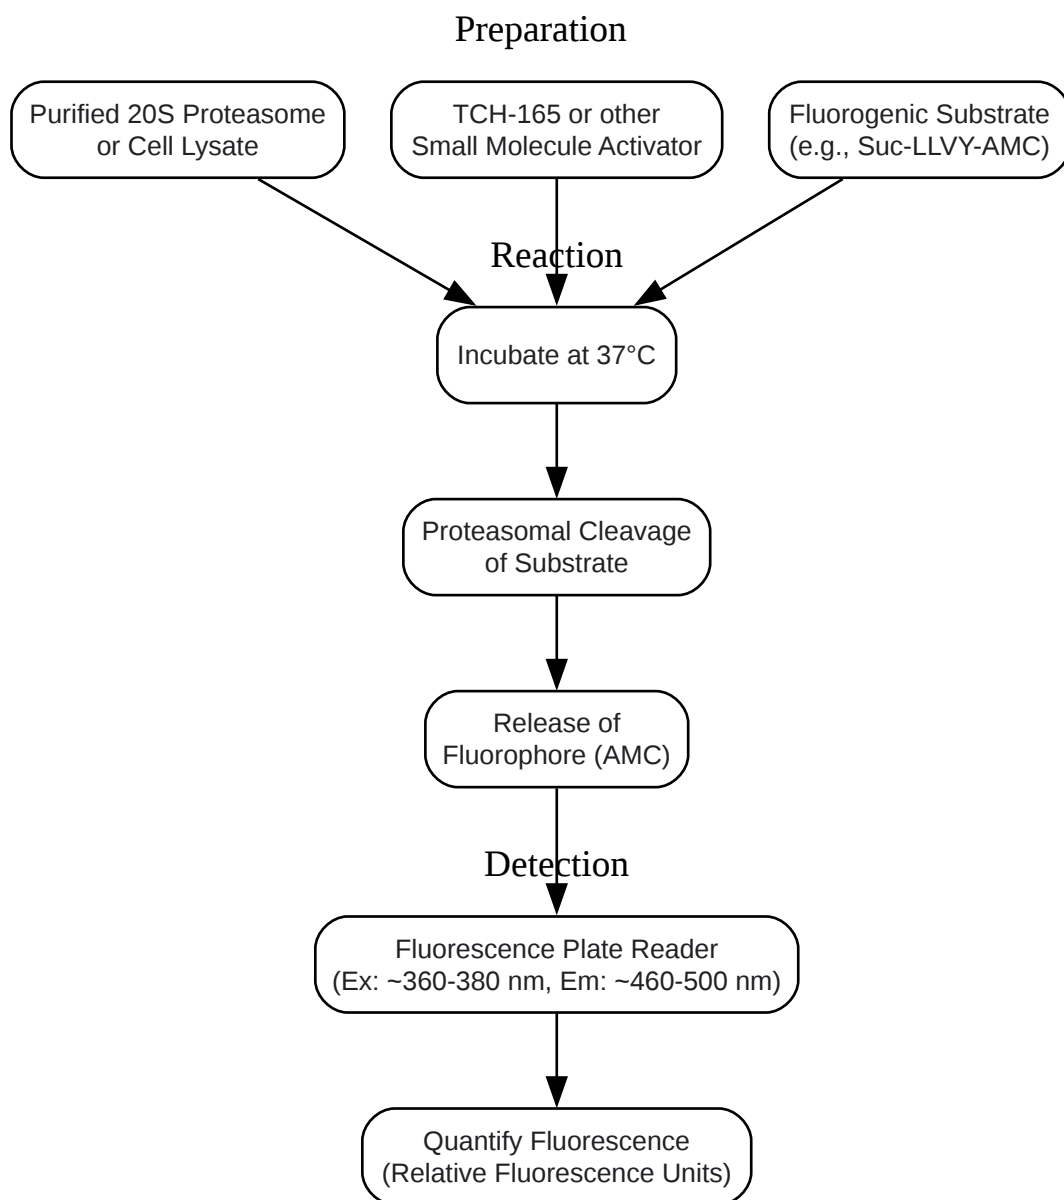 Preparation
Purified 20S Proteasome
or Cell Lysate
TCH-165 or other
Small Molecule Activator
Fluorogenic Substrate
(e.g., Suc-LLVY-AMC)
Reaction
Incubate at 37°C
Proteasomal Cleavage
of Substrate
Release of
Fluorophore (AMC)
Detection
Fluorescence Plate Reader
(Ex: ~360-380 nm, Em: ~460-500 nm)
Quantify Fluorescence
(Relative Fluorescence Units)